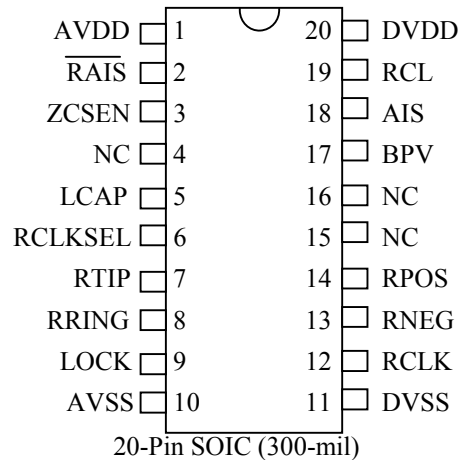 AVDD 1 20 DVDD
RAIS 2 19 RCL
ZCSEN 3 18 AIS
NC 4 17 BPV
LCAP 5 16 NC
RCLKSEL 6 15 NC
RTIP 7 14 RPOS
RRING 8 13 RNEG
LOCK 9 12 RCLK
AVSS 10 11 DVSS
20-Pin SOIC (300-mil)